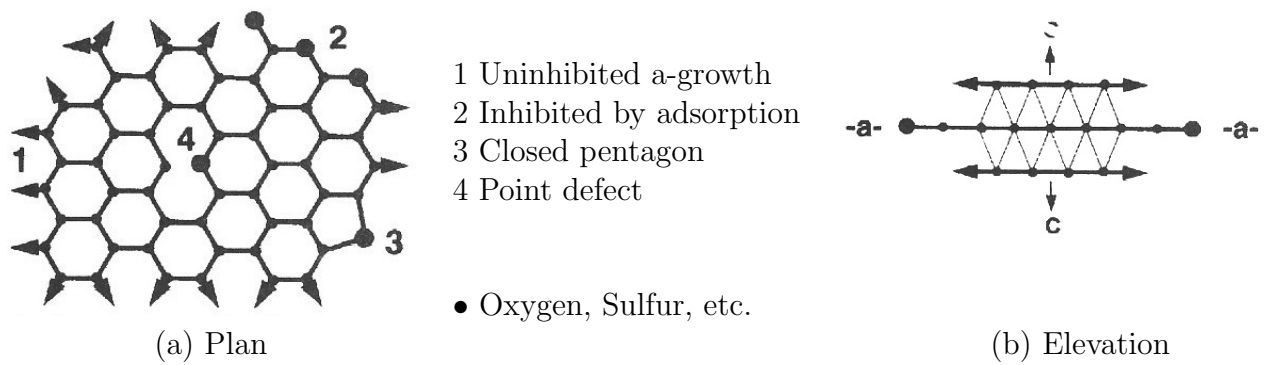 2
4
1
3
1 Uninhibited a-growth
2 Inhibited by adsorption
3 Closed pentagon
4 Point defect
• Oxygen, Sulfur, etc.
-a-
-a-
c
(a) Plan
(b) Elevation